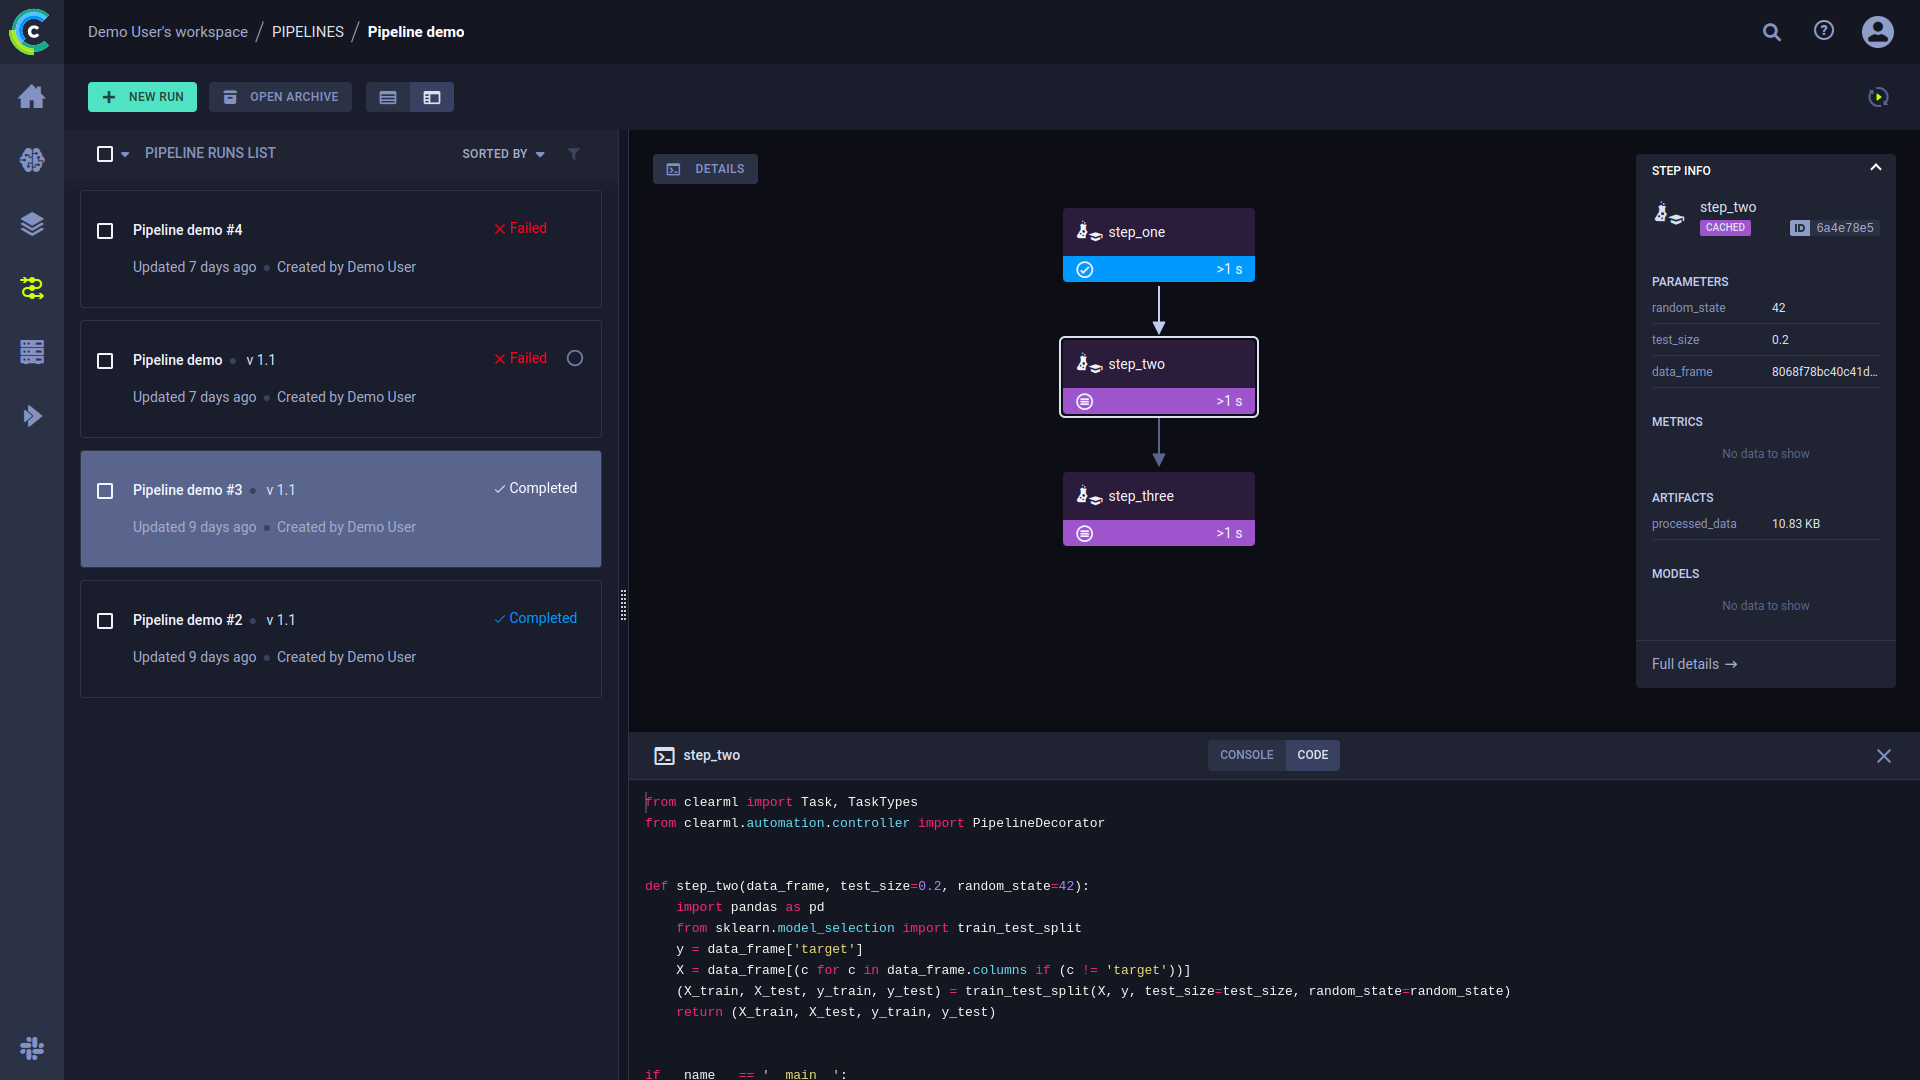 Demo User's workspace / PIPELINES / Pipeline demo
NEW RUN
OPEN ARCHIVE
PIPELINE RUNS LIST
SORTED BY
Pipeline demo #4
Failed
Updated 7 days ago • Created by Demo User
Pipeline demo • v 1.1
Failed
Updated 7 days ago • Created by Demo User
Pipeline demo #3 • v 1.1
Completed
Updated 9 days ago • Created by Demo User
Pipeline demo #2 • v 1.1
Completed
Updated 9 days ago • Created by Demo User
DETAILS
step_one
>1 s
step_two
>1 s
step_three
>1 s
STEP INFO
step_two
CACHED
ID 6a4e78e5
PARAMETERS
random_state 42
test_size 0.2
data_frame 8068f78bc40c41d...
METRICS
No data to show
ARTIFACTS
processed_data 10.83 KB
MODELS
No data to show
Full details →
step_two
CONSOLE
CODE
from clearml import Task, TaskTypes
from clearml.automation.controller import PipelineDecorator
def step_two(data_frame, test_size=0.2, random_state=42):
    import pandas as pd
    from sklearn.model_selection import train_test_split
    y = data_frame['target']
    X = data_frame[(c for c in data_frame.columns if (c != 'target'))]
    (X_train, X_test, y_train, y_test) = train_test_split(X, y, test_size=test_size, random_state=random_state)
    return (X_train, X_test, y_train, y_test)
if __name__ == '__main__':